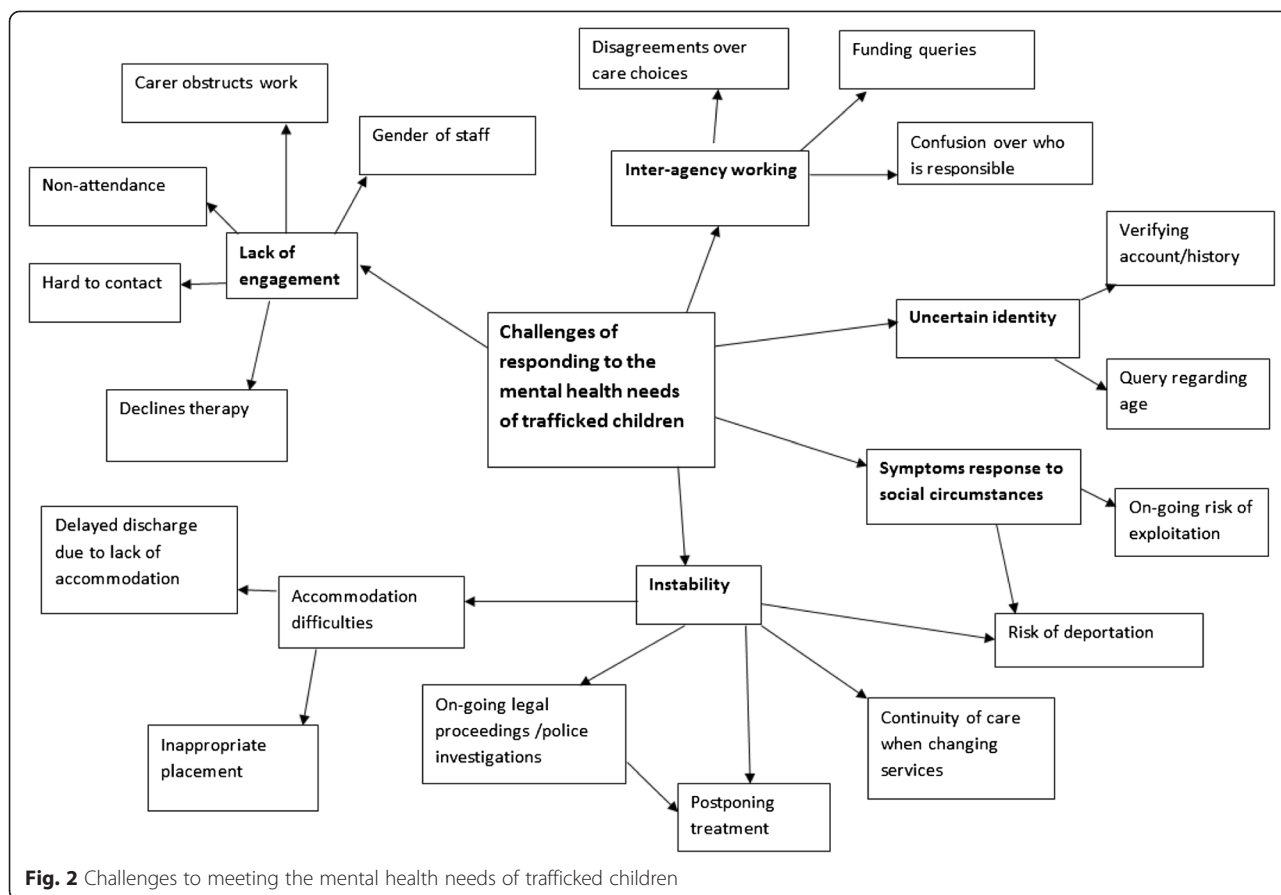 Disagreements over
care choices
Funding queries
Carer obstructs work
Gender of staff
Confusion over who
is responsible
Inter-agency working
Non-attendance
Lack of
engagement
Hard to contact
Verifying
account/history
Uncertain identity
Challenges of
responding to the
mental health needs
of trafficked children
Query regarding
age
Declines therapy
Symptoms response to
social circumstances
On-going risk of
exploitation
Delayed discharge
due to lack of
accommodation
Accommodation
difficulties
Instability
Risk of deportation
On-going legal
proceedings /police
investigations
Continuity of care
when changing
services
Inappropriate
placement
Postponing
treatment
Fig. 2 Challenges to meeting the mental health needs of trafficked children